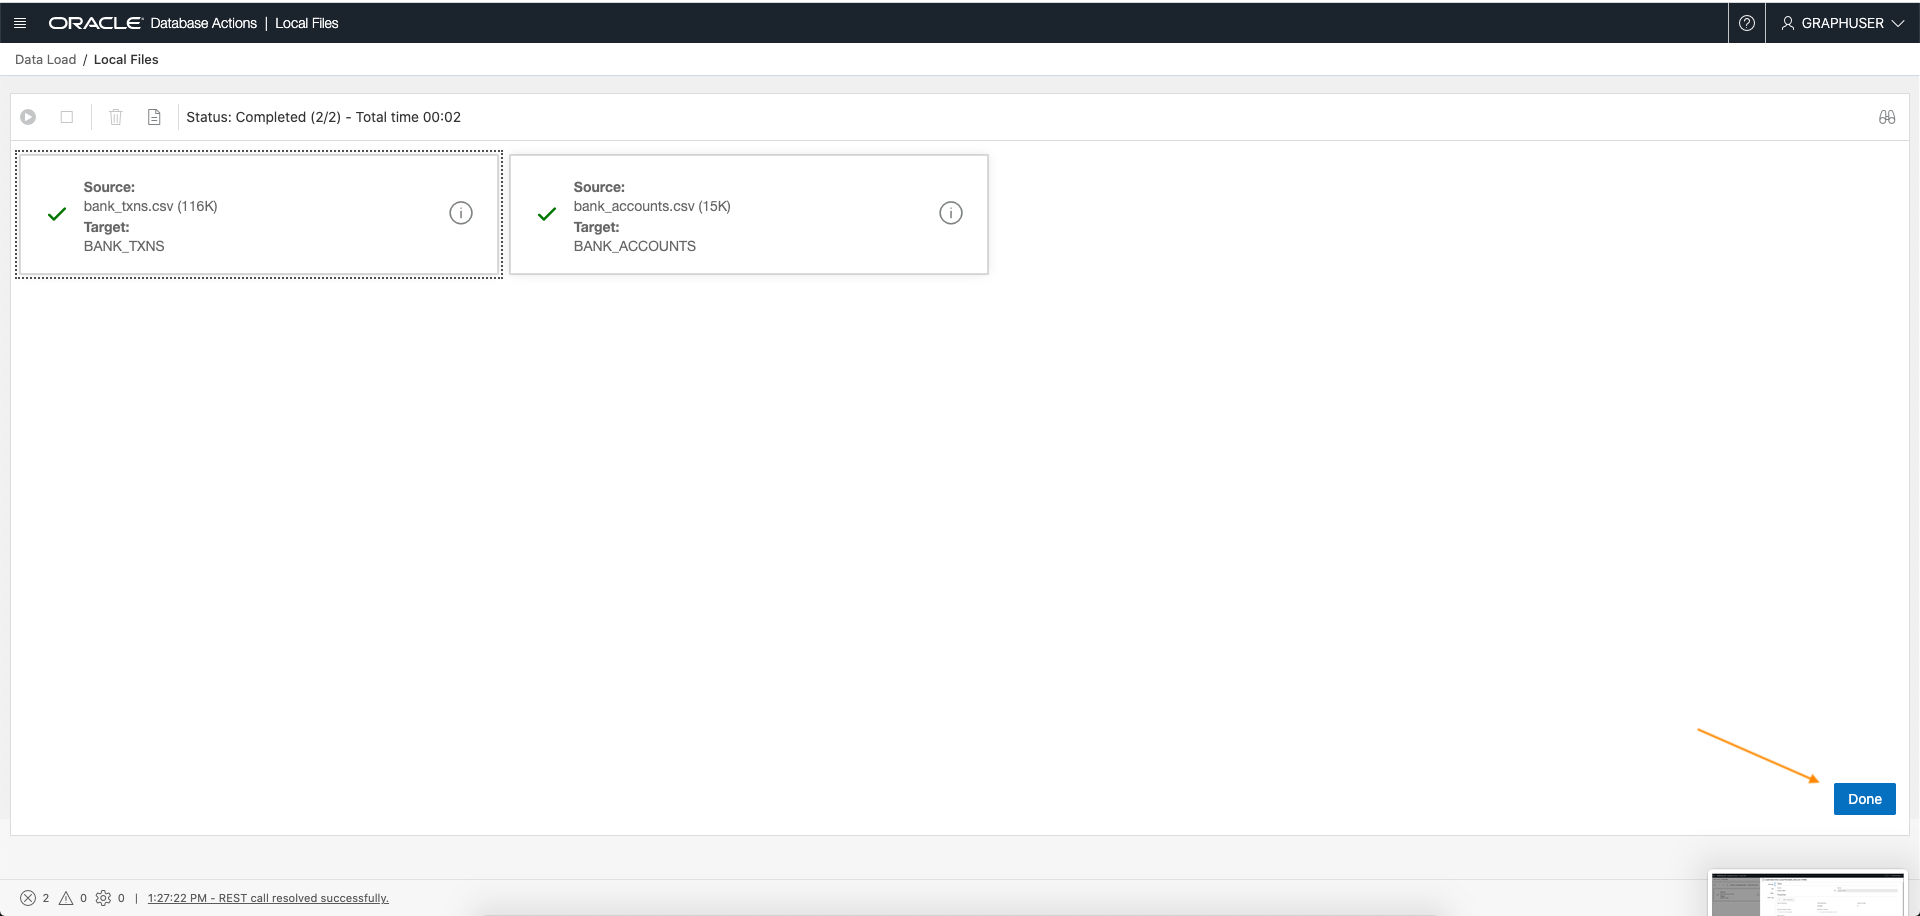 ORACLE Database Actions | Local Files
GRAPHUSER
Data Load / Local Files
Status: Completed (2/2) - Total time 00:02
Source:
bank_txns.csv (116K)
Target:
BANK_TXNS
Source:
bank_accounts.csv (15K)
Target:
BANK_ACCOUNTS
Done
2 0 0 | 1:27:22 PM - REST call resolved successfully.